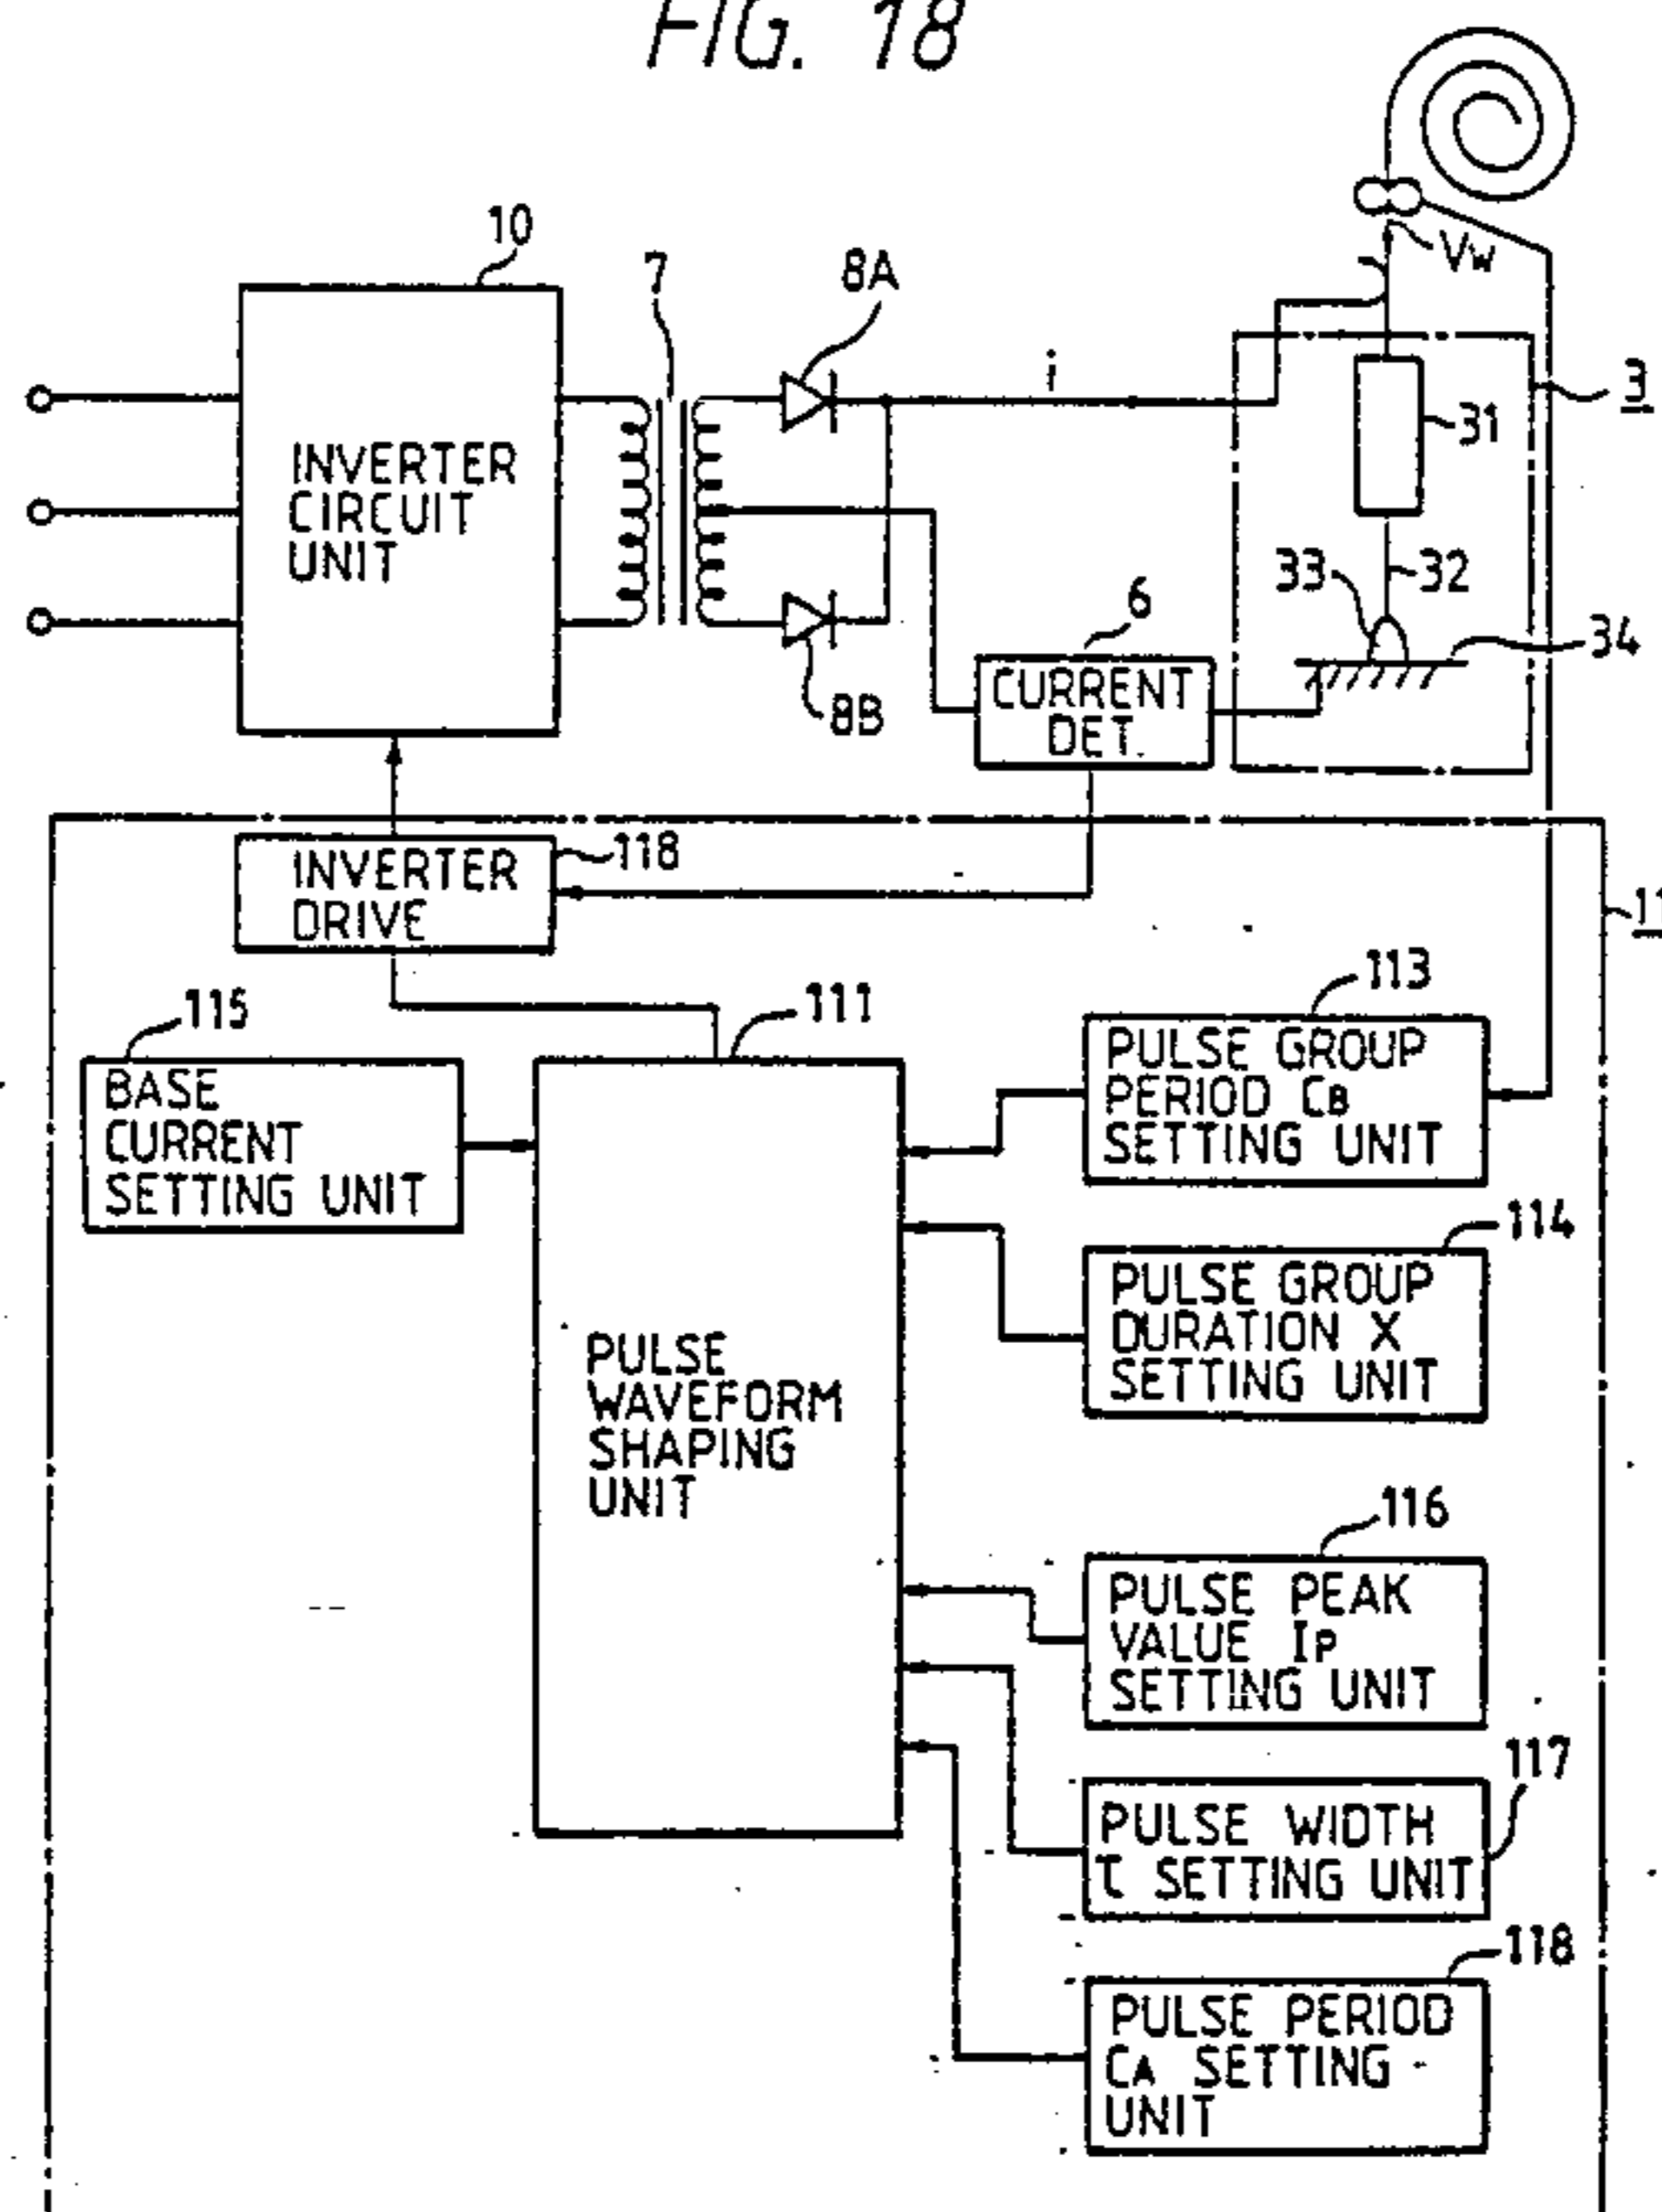 FIG. 18
10
7
8A
i
Vw
3
31
INVERTER
CIRCUIT
UNIT
33
32
6
34
8B
CURRENT
DET.
INVERTER
DRIVE
118
11
115
111
113
BASE
CURRENT
SETTING UNIT
PULSE GROUP
PERIOD CB
SETTING UNIT
114
PULSE GROUP
DURATION X
SETTING UNIT
PULSE
WAVEFORM
SHAPING
UNIT
116
PULSE PEAK
VALUE IP
SETTING UNIT
117
PULSE WIDTH
τ SETTING UNIT
118
PULSE PERIOD
CA SETTING
UNIT